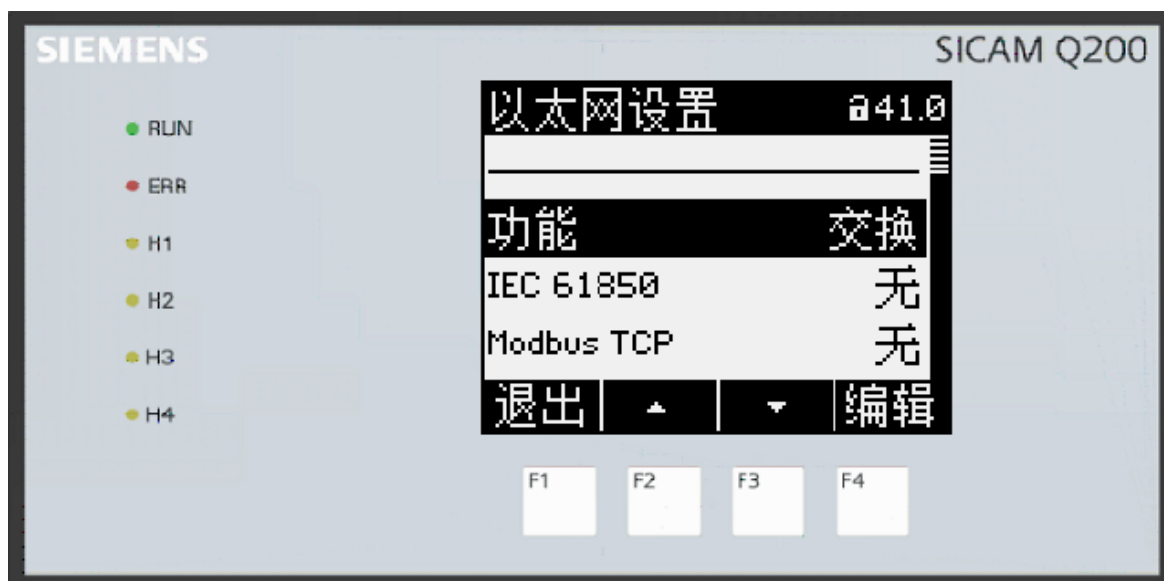 SIEMENS
SICAM Q200
RUN
ERR
H1
H2
H3
H4
以太网设置 41.0
功能 交换
IEC 61850 无
Modbus TCP 无
退出 编辑
F1 F2 F3 F4